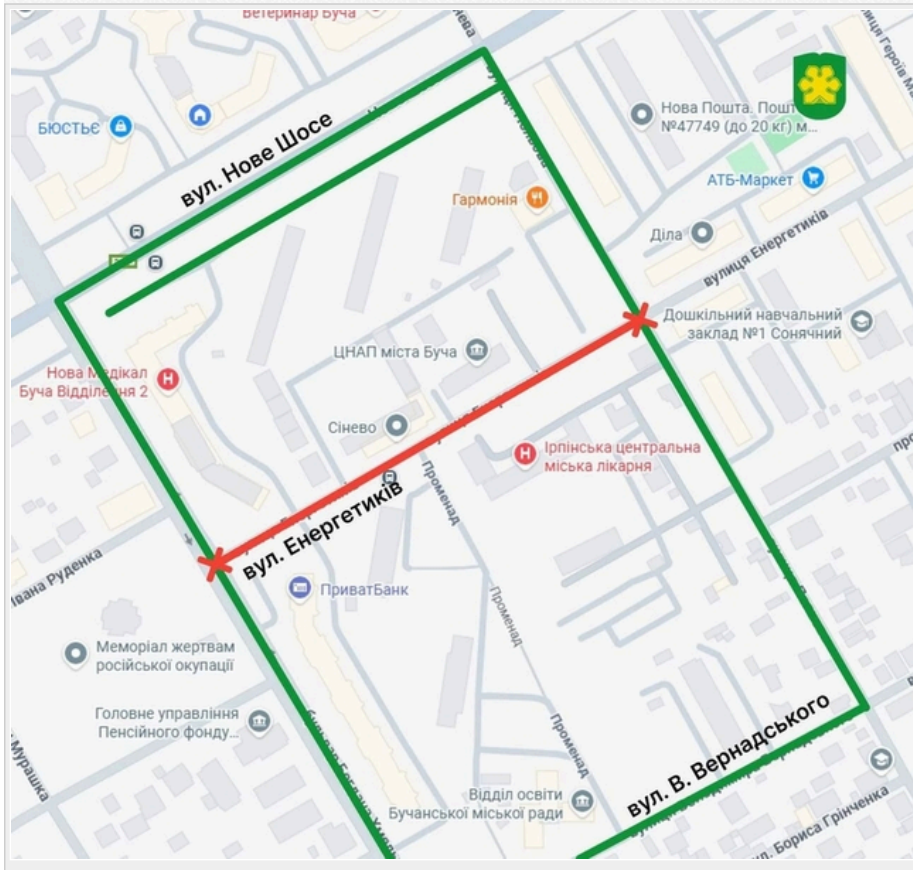 Ветеринар Буча
вул. Нове Шосе
БЮСТЬЄ
Нова Пошта. Пошт
№47749 (до 20 кг) м...
АТБ-Маркет
Гармонія
Діла
вулиця Енергетиків
Дошкільний навчальний
заклад №1 Сонячний
ЦНАП міста Буча
Нова Медікал
Буча Відділення 2
Сінево
Ірпінська центральна
міська лікарня
Променад
вул. Енергетиків
Івана Руденка
ПриватБанк
Променад
Меморіал жертвам
російської окупації
Головне управління
Пенсійного фонду...
Мурашка
Променад
вул. В. Вернадського
Відділ освіти
Бучанської міської ради
бульвар Богдана
Бориса Грінченка